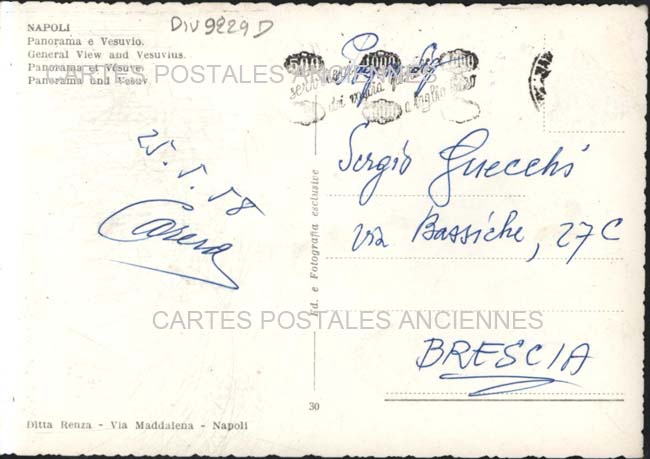 NAPOLI
Panorama e Vesuvio.
General View and Vesuvius.
Panorama et Vésuve
Panorama und Vesuv
Div 9229 D
CARTES POSTALES ANCIENNES
25.5.58
Sergio Guecchi
via Bassiche, 27C
BRESCIA
Ed. e Fotografia esclusive
CARTES POSTALES ANCIENNES
30
Ditta Renza - Via Maddalena - Napoli